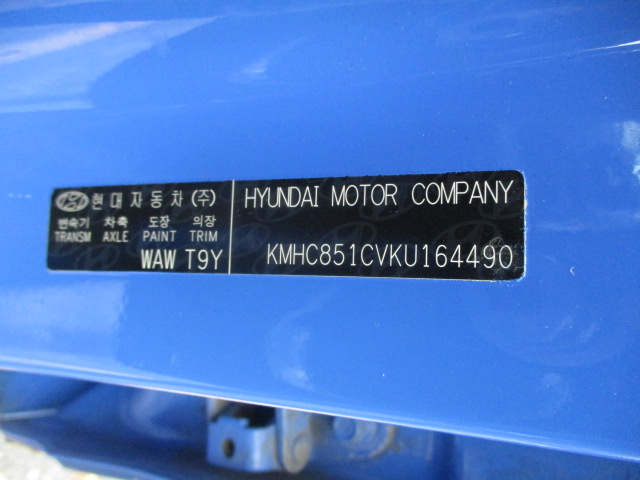 현대자동차(주)
변속기 차축 도장 의장
TRANSM AXLE PAINT TRIM
WAW T9Y
HYUNDAI MOTOR COMPANY
KMHC851CVKU164490